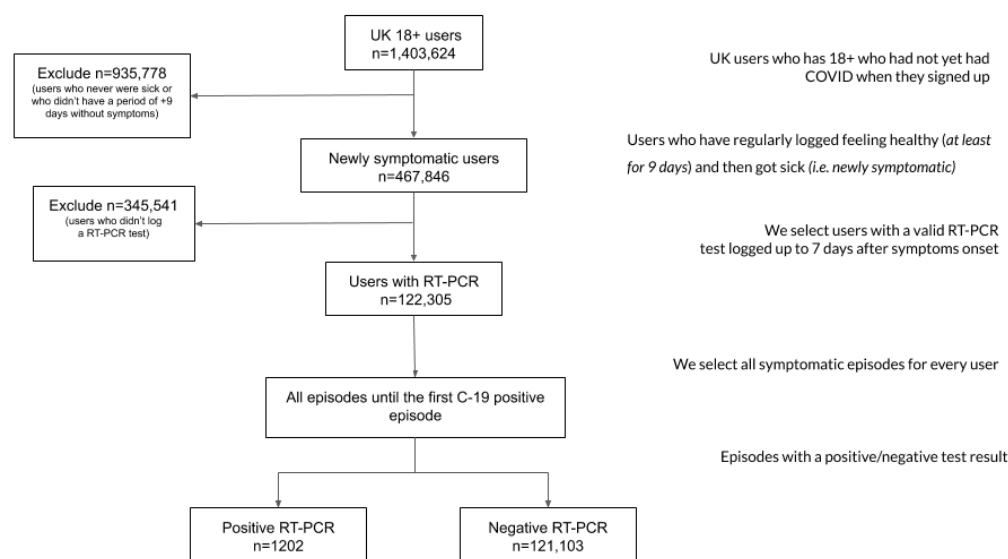 UK 18+ users
n=1,403,624
UK users who has 18+ who had not yet had
COVID when they signed up
Exclude n=935,778
(users who never were sick or
who didn't have a period of +9
days without symptoms)
Users who have regularly logged feeling healthy (at least
for 9 days) and then got sick (i.e. newly symptomatic)
Newly symptomatic users
n=467,846
Exclude n=345,541
(users who didn't log
a RT-PCR test)
We select users with a valid RT-PCR
test logged up to 7 days after symptoms onset
Users with RT-PCR
n=122,305
We select all symptomatic episodes for every user
All episodes until the first C-19 positive
episode
Episodes with a positive/negative test result
Positive RT-PCR
n=1202
Negative RT-PCR
n=121,103